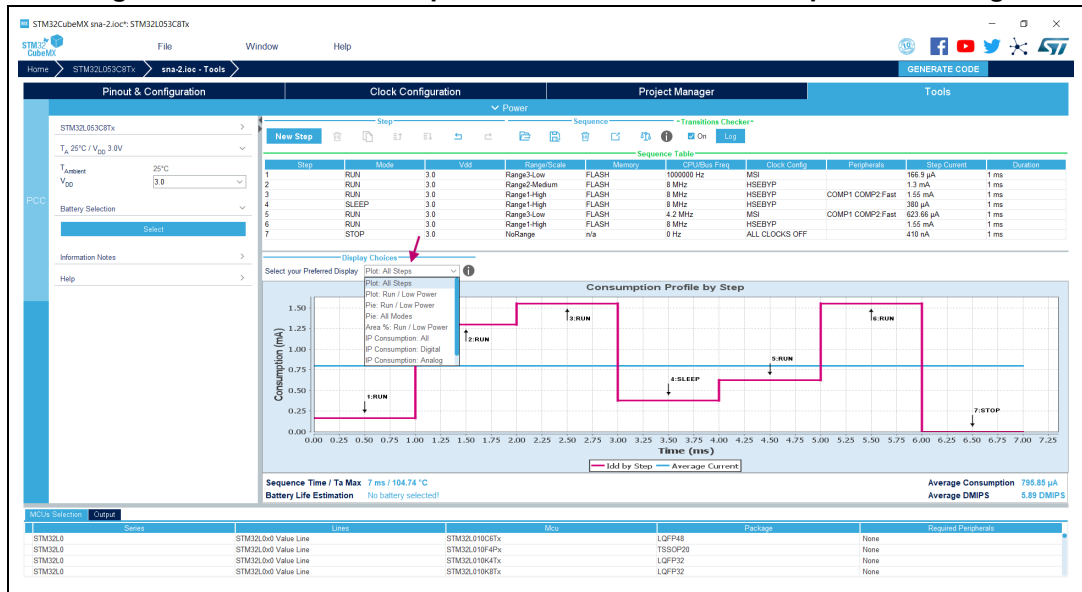 STM32CubeMX sna-2.ioc*: STM32L053C8Tx
STM32 CubeMX File Window Help
Home STM32L053C8Tx sna-2.ioc - Tools GENERATE CODE
Pinout & Configuration Clock Configuration Project Manager Tools
Power
PCC
STM32L053C8Tx
TA 25°C / VDD 3.0V
TAmbient 25°C
VDD 3.0
Battery Selection
Select
Information Notes
Help
Step Sequence Transitions Checker
New Step On Log
Sequence Table
Step Mode Vdd Range/Scale Memory CPU/Bus Freq Clock Config Peripherals Step Current Duration
1 RUN 3.0 Range3-Low FLASH 1000000 Hz MSI 166.9 µA 1 ms
2 RUN 3.0 Range2-Medium FLASH 8 MHz HSEBYP 1.3 mA 1 ms
3 RUN 3.0 Range1-High FLASH 8 MHz HSEBYP COMP1 COMP2:Fast 1.55 mA 1 ms
4 SLEEP 3.0 Range1-High FLASH 8 MHz HSEBYP 380 µA 1 ms
5 RUN 3.0 Range3-Low FLASH 4.2 MHz MSI COMP1 COMP2:Fast 623.66 µA 1 ms
6 RUN 3.0 Range1-High FLASH 8 MHz HSEBYP 1.55 mA 1 ms
7 STOP 3.0 NoRange n/a 0 Hz ALL CLOCKS OFF 410 nA 1 ms
Display Choices
Select your Preferred Display Plot: All Steps
Plot: All Steps
Plot: Run / Low Power
Pie: Run / Low Power
Pie: All Modes
Area %: Run / Low Power
IP Consumption: All
IP Consumption: Digital
IP Consumption: Analog
Consumption Profile by Step
Consumption (mA)
1.50
1.25
1.00
0.75
0.50
0.25
0.00
1:RUN
2:RUN
3:RUN
4:SLEEP
5:RUN
6:RUN
7:STOP
0.00 0.25 0.50 0.75 1.00 1.25 1.50 1.75 2.00 2.25 2.50 2.75 3.00 3.25 3.50 3.75 4.00 4.25 4.50 4.75 5.00 5.25 5.50 5.75 6.00 6.25 6.50 6.75 7.00 7.25
Time (ms)
Idd by Step Average Current
Sequence Time / Ta Max 7 ms / 104.74 °C Average Consumption 795.85 µA
Battery Life Estimation No battery selected! Average DMIPS 5.89 DMIPS
MCUs Selection Output
Series Lines Mcu Package Required Peripherals
STM32L0 STM32L0x0 Value Line STM32L010C6Tx LQFP48 None
STM32L0 STM32L0x0 Value Line STM32L010F4Px TSSOP20 None
STM32L0 STM32L0x0 Value Line STM32L010K4Tx LQFP32 None
STM32L0 STM32L0x0 Value Line STM32L010K8Tx LQFP32 None